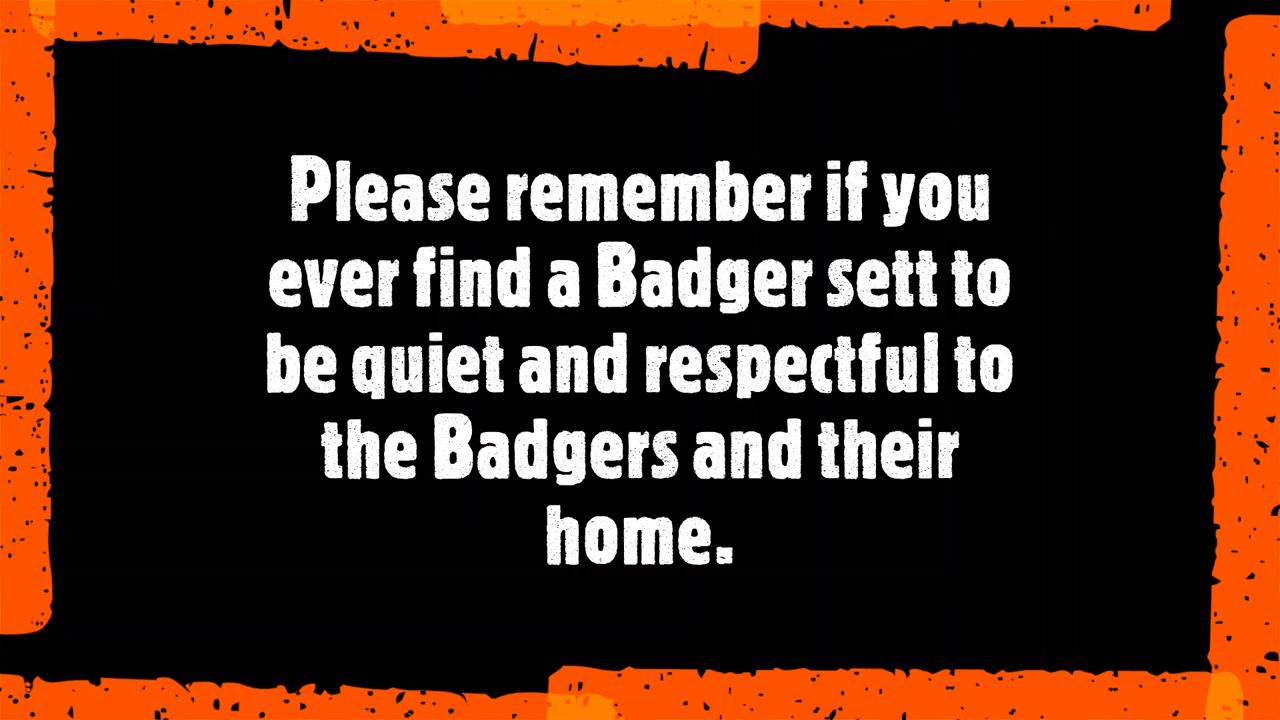 Please remember if you
ever find a Badger sett to
be quiet and respectful to
the Badgers and their
home.